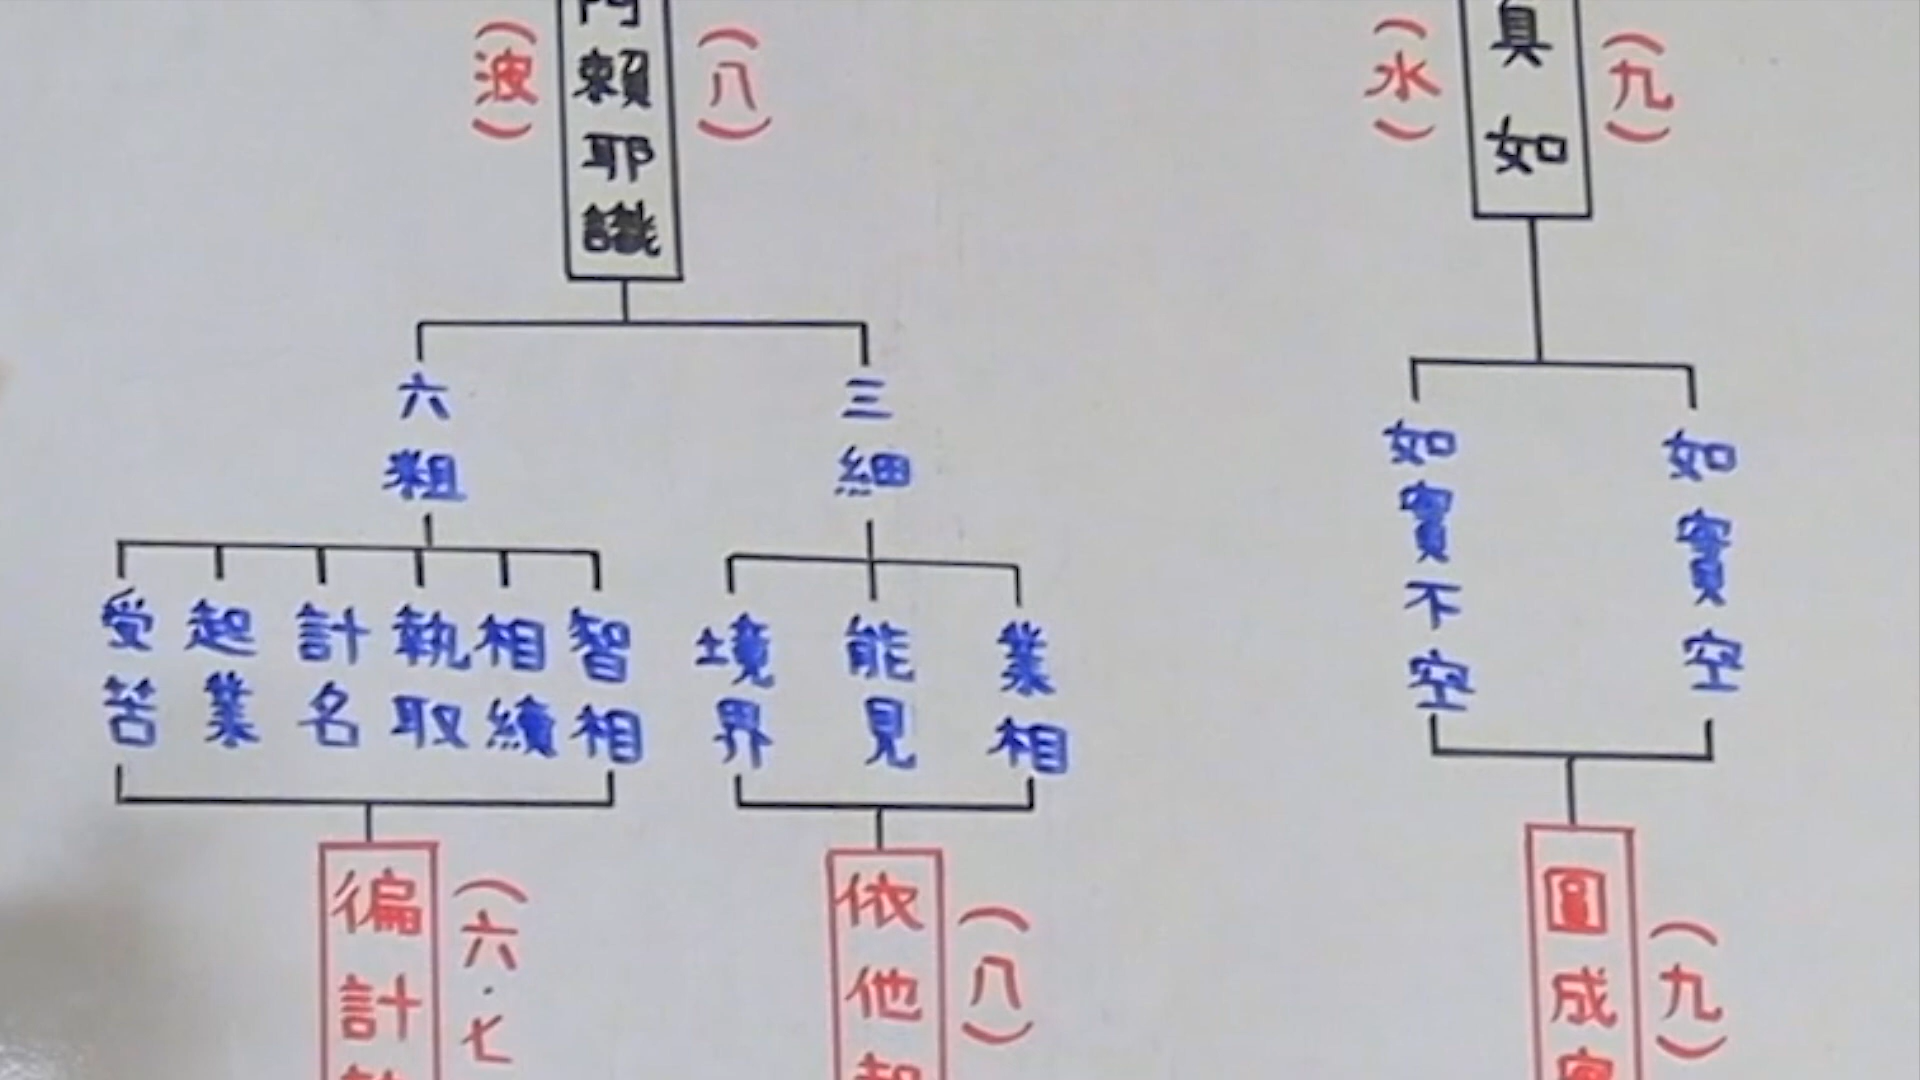 真如
(九)
(水)
如實空
如實不空
圓成實
(九)
阿賴耶識
(八)
(波)
三細
業相
能見
境界
依他起
(八)
六粗
智相
相續
執取
計名
起業
受苦
徧計
(六·七